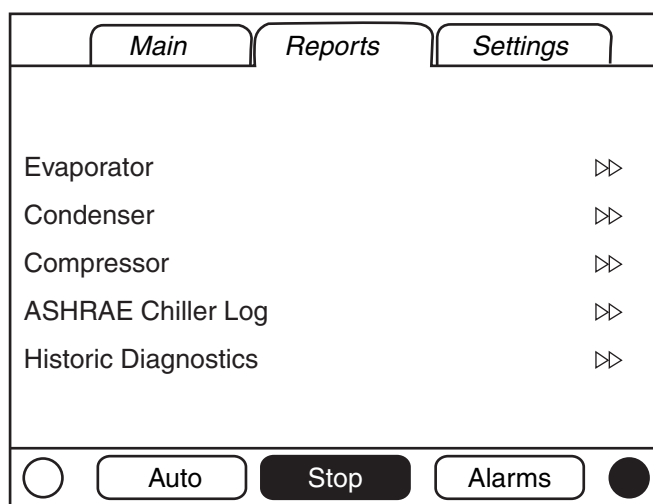 Main Reports Settings
Evaporator
Condenser
Compressor
ASHRAE Chiller Log
Historic Diagnostics
Auto Stop Alarms